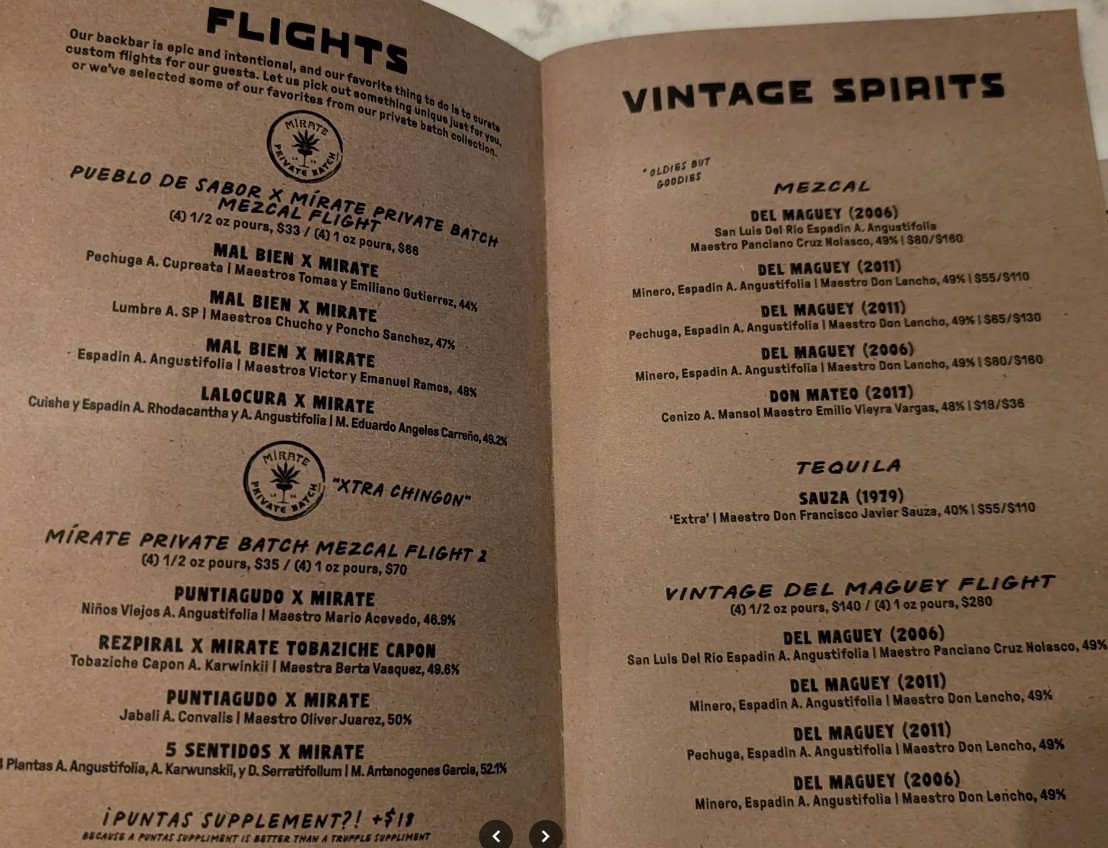 FLIGHTS
Our backbar is epic and intentional, and our favorite thing to do is to curate
custom flights for our guests. Let us pick out something unique just for you,
or we've selected some of our favorites from our private batch collection.
MÍRATE
PRIVATE BATCH
PUEBLO DE SABOR X MÍRATE PRIVATE BATCH
MEZCAL FLIGHT
(4) 1/2 oz pours, $33 / (4) 1 oz pours, $66
MAL BIEN X MIRATE
Pechuga A. Cupreata | Maestros Tomas y Emiliano Gutierrez, 44%
MAL BIEN X MIRATE
Lumbre A. SP | Maestros Chucho y Poncho Sanchez, 47%
MAL BIEN X MIRATE
Espadin A. Angustifolia | Maestros Victor y Emanuel Ramos, 48%
LALOCURA X MIRATE
Cuishe y Espadin A. Rhodacantha y A. Angustifolia | M. Eduardo Angeles Carreño, 49.2%
MÍRATE
PRIVATE BATCH
"XTRA CHINGON"
MÍRATE PRIVATE BATCH MEZCAL FLIGHT 2
(4) 1/2 oz pours, $35 / (4) 1 oz pours, $70
PUNTIAGUDO X MIRATE
Niños Viejos A. Angustifolia | Maestro Mario Acevedo, 46.9%
REZPIRAL X MIRATE TOBAZICHE CAPON
Tobaziche Capon A. Karwinkii | Maestra Berta Vasquez, 49.6%
PUNTIAGUDO X MIRATE
Jabali A. Convalis | Maestro Oliver Juarez, 50%
5 SENTIDOS X MIRATE
Plantas A. Angustifolia, A. Karwunskii, y D. Serratifollum | M. Antenogenes Garcia, 52.1%
¡PUNTAS SUPPLEMENT?! +$18
BECAUSE A PUNTAS SUPPLIMENT IS BETTER THAN A TRUFFLE SUPPLIMENT
VINTAGE SPIRITS
*OLDIES BUT
GOODIES
MEZCAL
DEL MAGUEY (2006)
San Luis Del Rio Espadin A. Angustifolia
Maestro Panciano Cruz Nolasco, 49% | $80/$160
DEL MAGUEY (2011)
Minero, Espadin A. Angustifolia | Maestro Don Lencho, 49% | $55/$110
DEL MAGUEY (2011)
Pechuga, Espadin A. Angustifolia | Maestro Don Lencho, 49% | $65/$130
DEL MAGUEY (2006)
Minero, Espadin A. Angustifolia | Maestro Don Lencho, 49% | $80/$160
DON MATEO (2017)
Cenizo A. Mansol Maestro Emilio Vieyra Vargas, 48% | $18/$36
TEQUILA
SAUZA (1979)
'Extra' | Maestro Don Francisco Javier Sauza, 40% | $55/$110
VINTAGE DEL MAGUEY FLIGHT
(4) 1/2 oz pours, $140 / (4) 1 oz pours, $280
DEL MAGUEY (2006)
San Luis Del Rio Espadin A. Angustifolia | Maestro Panciano Cruz Nolasco, 49%
DEL MAGUEY (2011)
Minero, Espadin A. Angustifolia | Maestro Don Lencho, 49%
DEL MAGUEY (2011)
Pechuga, Espadin A. Angustifolia | Maestro Don Lencho, 49%
DEL MAGUEY (2006)
Minero, Espadin A. Angustifolia | Maestro Don Lencho, 49%